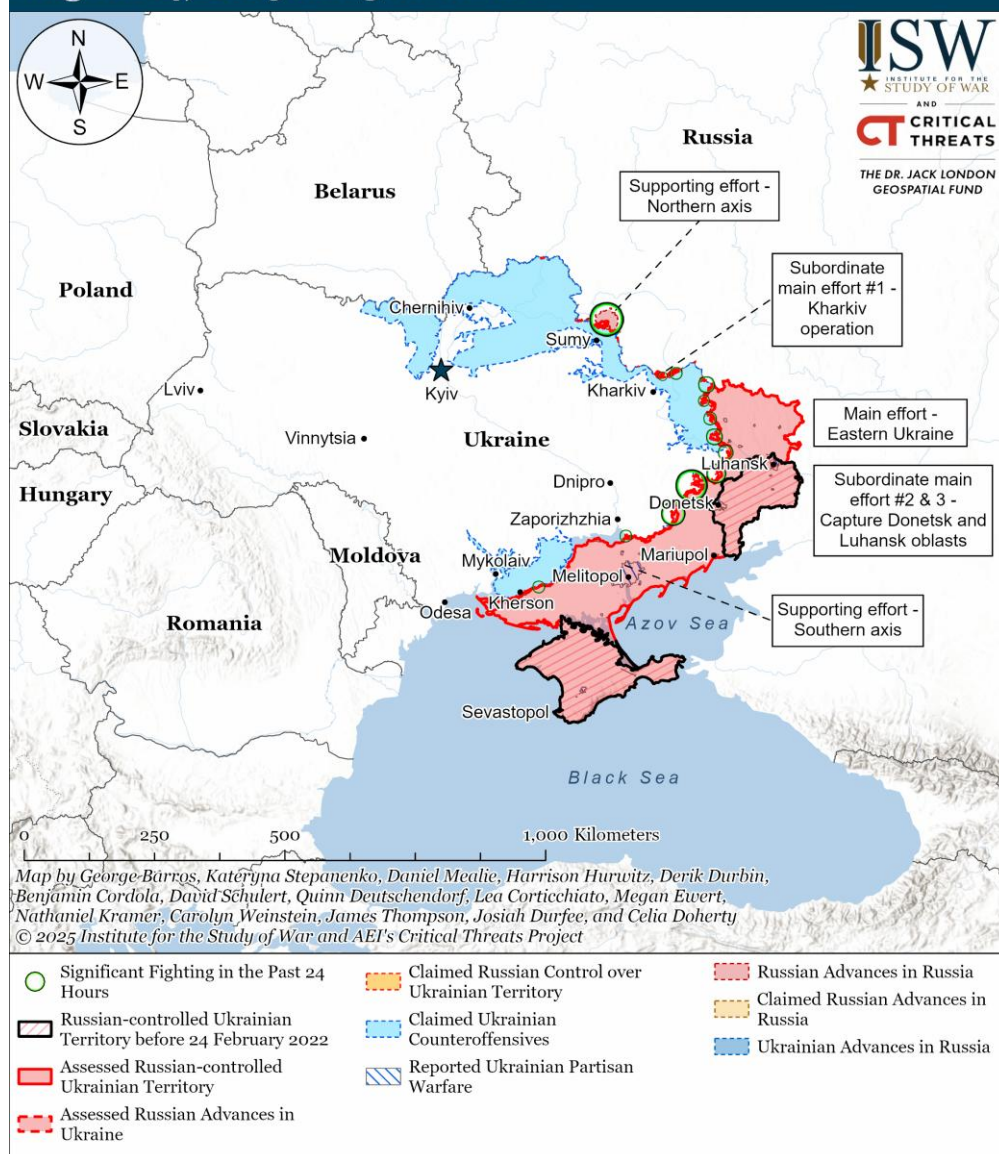 N
W
E
S
ISW
INSTITUTE FOR THE
STUDY OF WAR
AND
CT CRITICAL
THREATS
THE DR. JACK LONDON
GEOSPATIAL FUND
Russia
Supporting effort -
Northern axis
Belarus
Subordinate
main effort #1 -
Kharkiv
operation
Poland
Chernihiv
Sumy
Lviv
Kyiv
Kharkiv
Slovakia
Vinnytsia
Ukraine
Main effort -
Eastern Ukraine
Hungary
Luhansk
Dnipro
Donetsk
Subordinate main
effort #2 & 3 -
Capture Donetsk and
Luhansk oblasts
Zaporizhzhia
Moldova
Mykolaiv
Mariupol
Melitopol
Kherson
Odesa
Romania
Azov Sea
Supporting effort -
Southern axis
Sevastopol
Black Sea
0 250 500 1,000 Kilometers
Map by George Barros, Kateryna Stepanenko, Daniel Mealie, Harrison Hurwitz, Derik Durbin,
Benjamin Cordola, David Schulert, Quinn Deutschendorf, Lea Corticchiato, Megan Ewert,
Nathaniel Kramer, Carolyn Weinstein, James Thompson, Josiah Durfee, and Celia Doherty
© 2025 Institute for the Study of War and AEI's Critical Threats Project
Significant Fighting in the Past 24
Hours
Russian-controlled Ukrainian
Territory before 24 February 2022
Assessed Russian-controlled
Ukrainian Territory
Assessed Russian Advances in
Ukraine
Claimed Russian Control over
Ukrainian Territory
Claimed Ukrainian
Counteroffensives
Reported Ukrainian Partisan
Warfare
Russian Advances in Russia
Claimed Russian Advances in
Russia
Ukrainian Advances in Russia